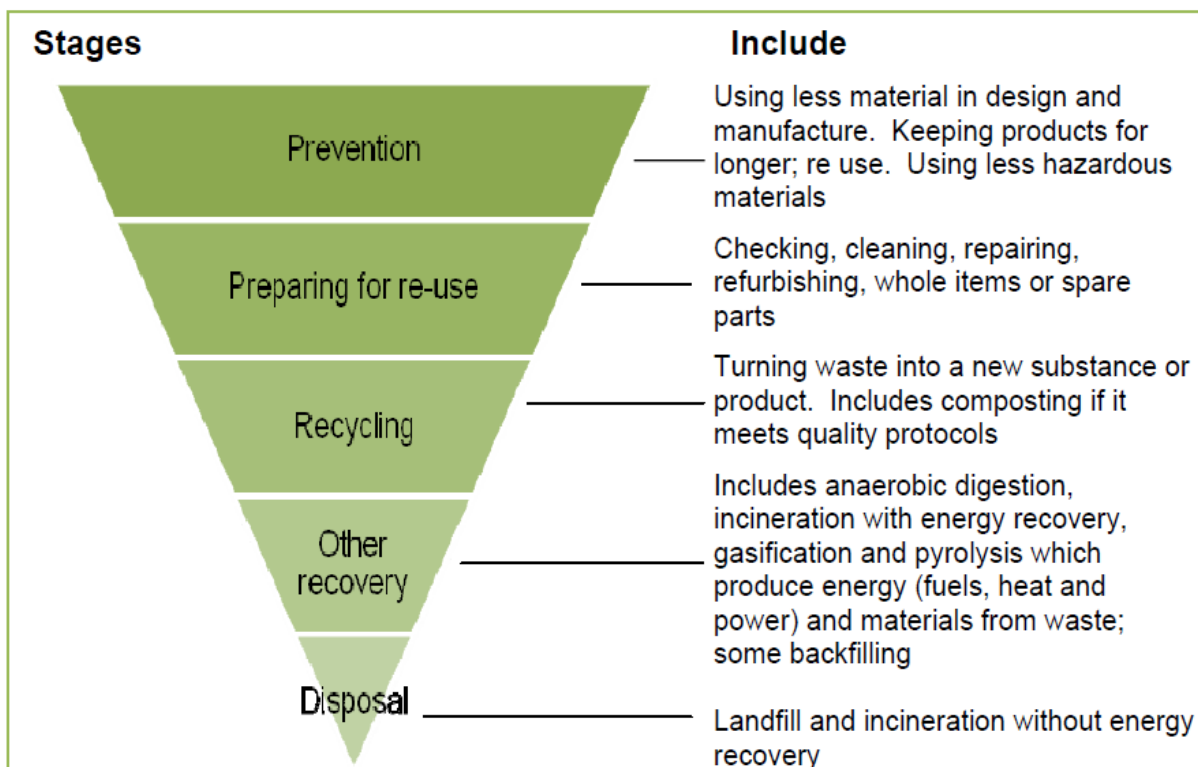 Stages
Include
Prevention
Using less material in design and
manufacture. Keeping products for
longer; re use. Using less hazardous
materials
Preparing for re-use
Checking, cleaning, repairing,
refurbishing, whole items or spare
parts
Recycling
Turning waste into a new substance or
product. Includes composting if it
meets quality protocols
Other
recovery
Includes anaerobic digestion,
incineration with energy recovery,
gasification and pyrolysis which
produce energy (fuels, heat and
power) and materials from waste;
some backfilling
Disposal
Landfill and incineration without energy
recovery